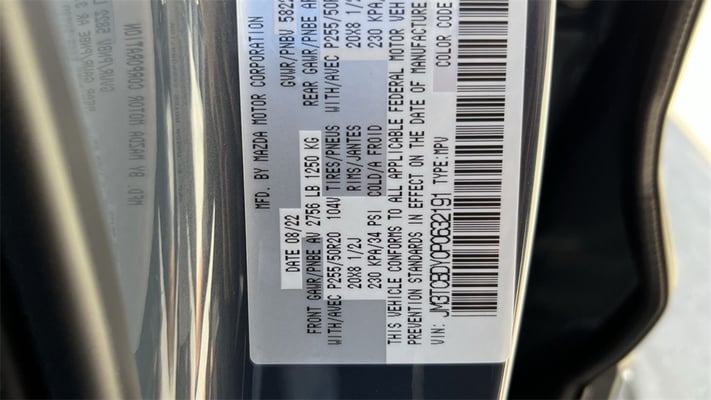 MFD. BY MAZDA MOTOR CORPORATION
DATE 08/22 GVWR/PNBV 582
FRONT GAWR/PNBE AV 2756 LB 1250 KG REAR GAWR/PNBE AR
WITH/AVEC P255/50R20 104V TIRES/PNEUS WITH/AVEC P255/50R
20X8 1/2J RIMS/JANTES 20X8 1/2
230 KPA/34 PSI COLD/A FROID 230 KPA/
THIS VEHICLE CONFORMS TO ALL APPLICABLE FEDERAL MOTOR VEH
PREVENTION STANDARDS IN EFFECT ON THE DATE OF MANUFACTURE
VIN: JM3TCBDY0P0632191 TYPE:MPV COLOR CODE